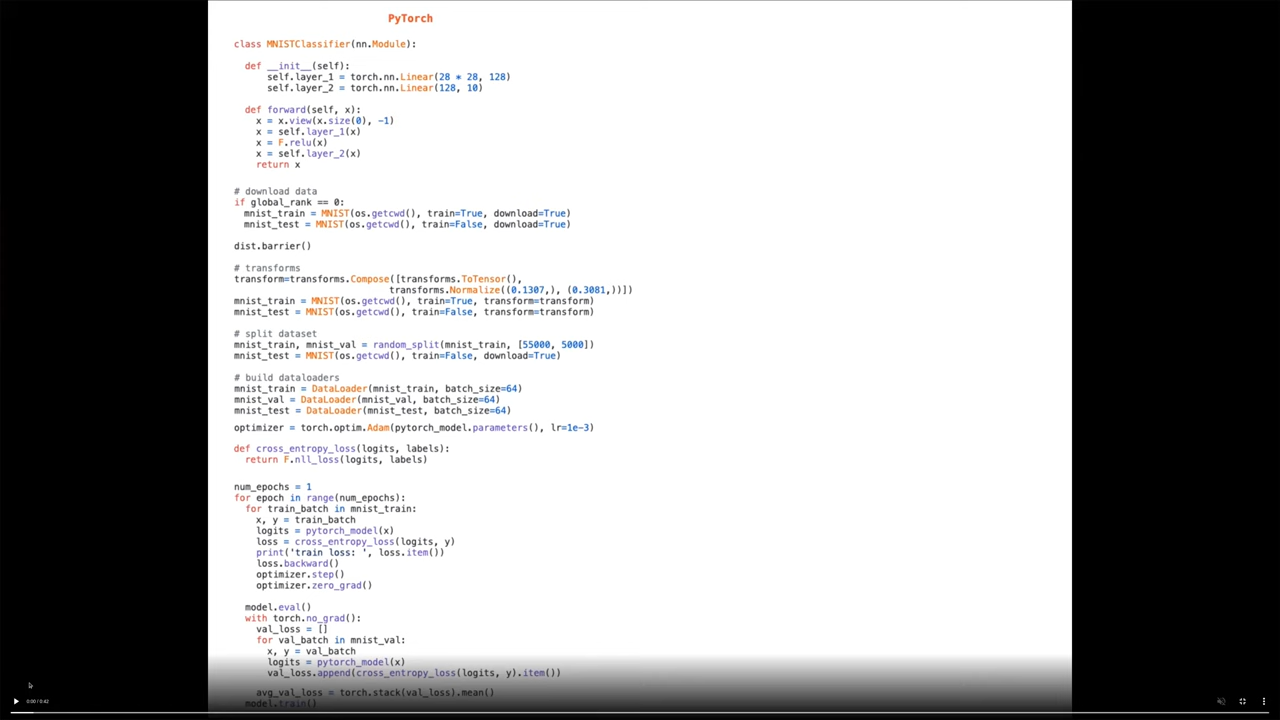 PyTorch
class MNISTClassifier(nn.Module):
def __init__(self):
self.layer_1 = torch.nn.Linear(28 * 28, 128)
self.layer_2 = torch.nn.Linear(128, 10)
def forward(self, x):
x = x.view(x.size(0), -1)
x = self.layer_1(x)
x = F.relu(x)
x = self.layer_2(x)
return x
# download data
if global_rank == 0:
mnist_train = MNIST(os.getcwd(), train=True, download=True)
mnist_test = MNIST(os.getcwd(), train=False, download=True)
dist.barrier()
# transforms
transform=transforms.Compose([transforms.ToTensor(),
transforms.Normalize((0.1307,), (0.3081,))])
mnist_train = MNIST(os.getcwd(), train=True, transform=transform)
mnist_test = MNIST(os.getcwd(), train=False, transform=transform)
# split dataset
mnist_train, mnist_val = random_split(mnist_train, [55000, 5000])
mnist_test = MNIST(os.getcwd(), train=False, download=True)
# build dataloaders
mnist_train = DataLoader(mnist_train, batch_size=64)
mnist_val = DataLoader(mnist_val, batch_size=64)
mnist_test = DataLoader(mnist_test, batch_size=64)
optimizer = torch.optim.Adam(pytorch_model.parameters(), lr=1e-3)
def cross_entropy_loss(logits, labels):
return F.nll_loss(logits, labels)
num_epochs = 1
for epoch in range(num_epochs):
for train_batch in mnist_train:
x, y = train_batch
logits = pytorch_model(x)
loss = cross_entropy_loss(logits, y)
print('train loss: ', loss.item())
loss.backward()
optimizer.step()
optimizer.zero_grad()
model.eval()
with torch.no_grad():
val_loss = []
for val_batch in mnist_val:
x, y = val_batch
logits = pytorch_model(x)
val_loss.append(cross_entropy_loss(logits, y).item())
avg_val_loss = torch.stack(val_loss).mean()
model.train()
0:00 / 0:42